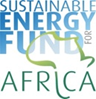 SUSTAINABLE
ENERGY
FUND FOR
AFRICA